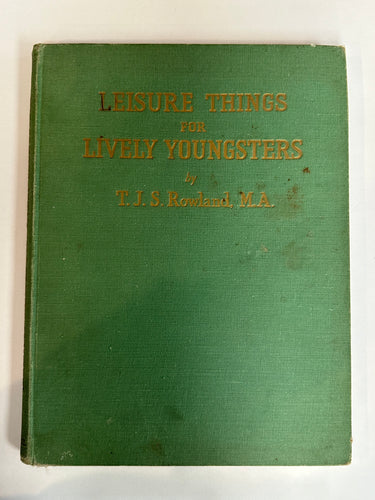 LEISURE THINGS
FOR
LIVELY YOUNGSTERS
by
T. J. S. Rowland, M.A.